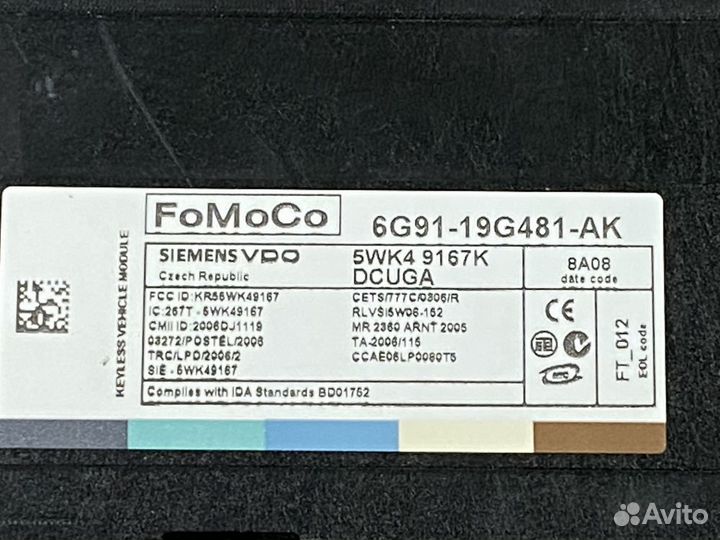 FoMoCo
6G91-19G481-AK
SIEMENS VDO
Czech Republic
5WK4 9167K
DCUGA
8A08
date code
KEYLESS VEHICLE MODULE
FCC ID: KR55WK49167
IC:267T - 5WK49167
CMII ID:2006DJ1119
03272/POSTEL/2006
TRC/LPD/2006/2
SIE - 5WK49167
CETS/777C/0306/R
RLVSI5W06-152
MR 2360 ARNT 2005
TA-2006/115
CCAE06LP0080T5
CE
FT_012
EOL code
Complies with IDA Standards BD01752
Avito